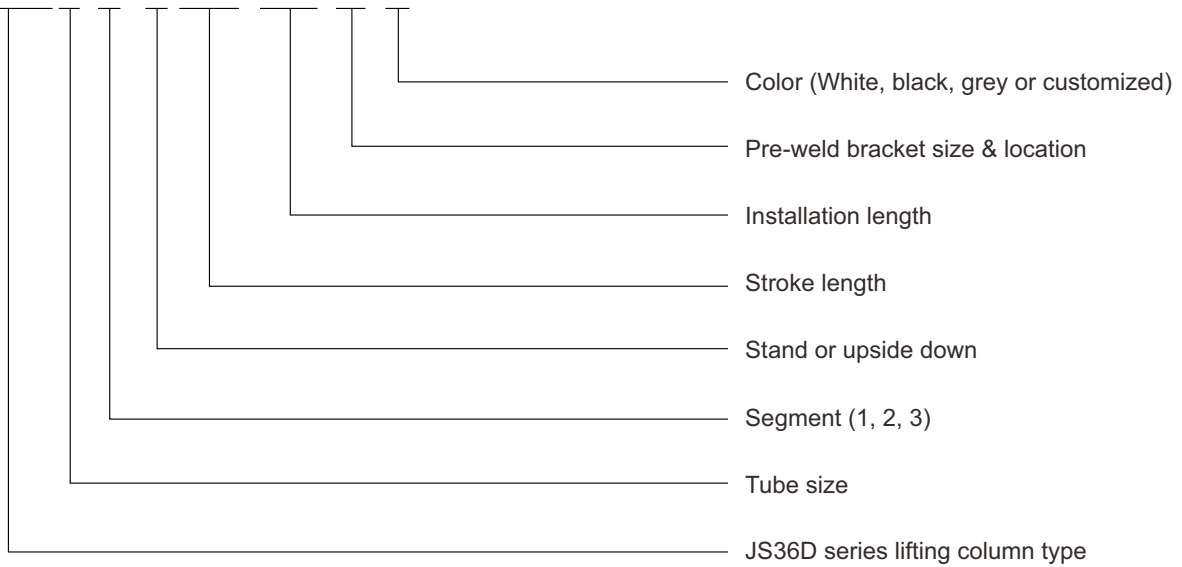 Color (White, black, grey or customized)
Pre-weld bracket size & location
Installation length
Stroke length
Stand or upside down
Segment (1, 2, 3)
Tube size
JS36D series lifting column type